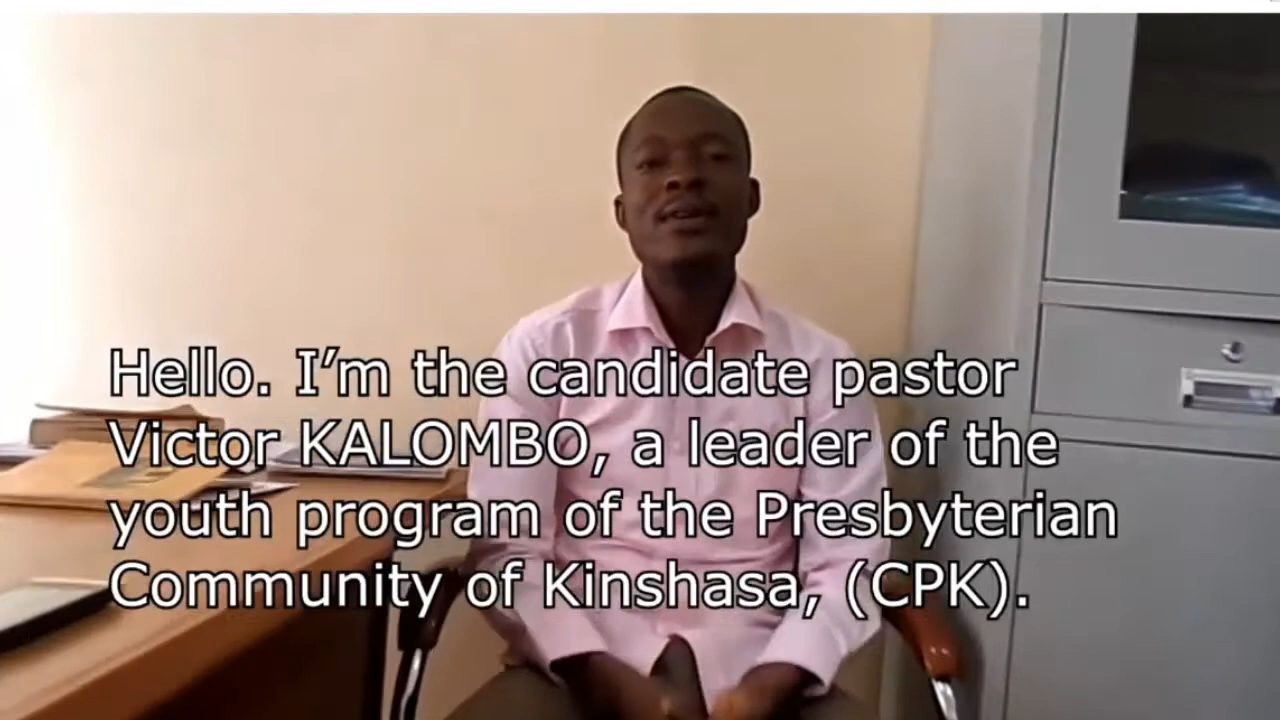 Hello. I’m the candidate pastor
Victor KALOMBO, a leader of the
youth program of the Presbyterian
Community of Kinshasa, (CPK).